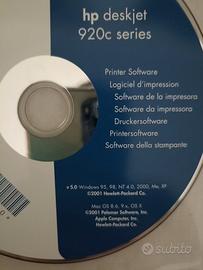 hp deskjet
920c series
Printer Software
Logiciel d'impression
Software de la impresora
Software da impressora
Druckersoftware
Printersoftware
Software della stampante
v 5.0 Windows 95, 98, NT 4.0, 2000, Me, XP
©2001 Hewlett-Packard Co.
Mac OS 8.6, 9.x, OS X
©2001 Palomar Software, Inc.
Apple Computer, Inc.
Hewlett-Packard Co.
subito